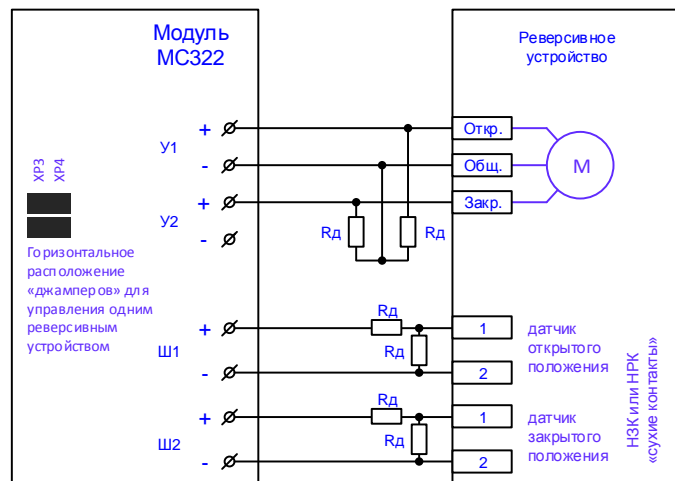 Модуль
МС322
Реверсивное
устройство
+
У1
-
+
У2
-
XP3
XP4
Горизонтальное
расположение
«джамперов» для
управления одним
реверсивным
устройством
Откр.
Общ.
Закр.
М
Rд
Rд
+
Ш1
-
Rд
Rд
1
2
датчик
открытого
положения
+
Ш2
-
Rд
Rд
1
2
датчик
закрытого
положения
НЗК или НРК
«сухие контакты»